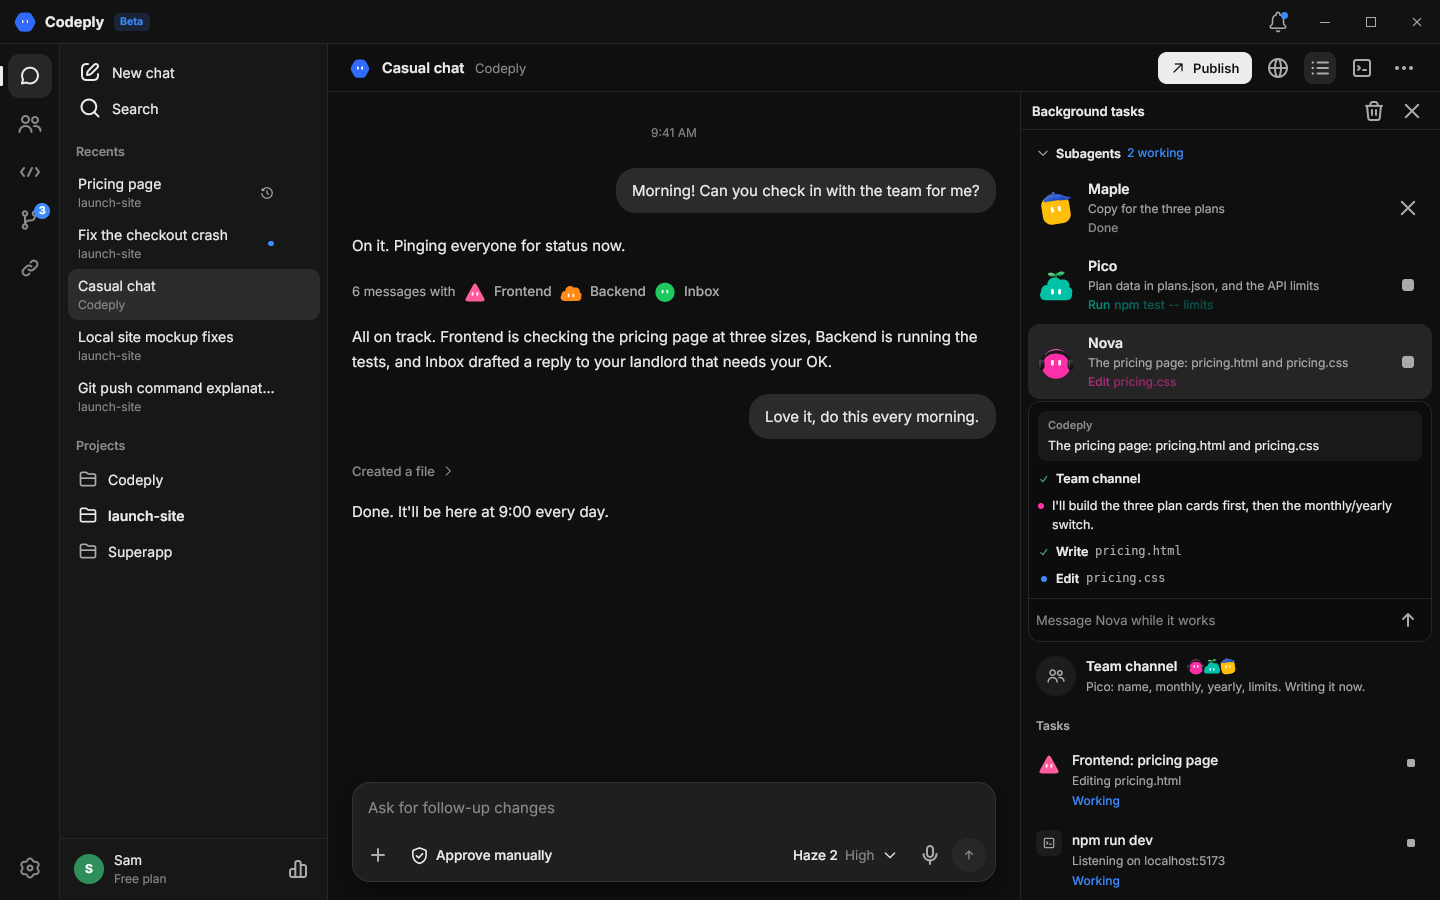 Codeply Beta
New chat
Search
Recents
Pricing page
launch-site
Fix the checkout crash
launch-site
Casual chat
Codeply
Local site mockup fixes
launch-site
Git push command explanat...
launch-site
Projects
Codeply
launch-site
Superapp
3
S
Sam
Free plan
Casual chat Codeply
Publish
9:41 AM
Morning! Can you check in with the team for me?
On it. Pinging everyone for status now.
6 messages with Frontend Backend Inbox
All on track. Frontend is checking the pricing page at three sizes, Backend is running the
tests, and Inbox drafted a reply to your landlord that needs your OK.
Love it, do this every morning.
Created a file
Done. It'll be here at 9:00 every day.
Ask for follow-up changes
Approve manually
Haze 2 High
Background tasks
Subagents 2 working
Maple
Copy for the three plans
Done
Pico
Plan data in plans.json, and the API limits
Run npm test -- limits
Nova
The pricing page: pricing.html and pricing.css
Edit pricing.css
Codeply
The pricing page: pricing.html and pricing.css
Team channel
I'll build the three plan cards first, then the monthly/yearly
switch.
Write pricing.html
Edit pricing.css
Message Nova while it works
Team channel
Pico: name, monthly, yearly, limits. Writing it now.
Tasks
Frontend: pricing page
Editing pricing.html
Working
npm run dev
Listening on localhost:5173
Working